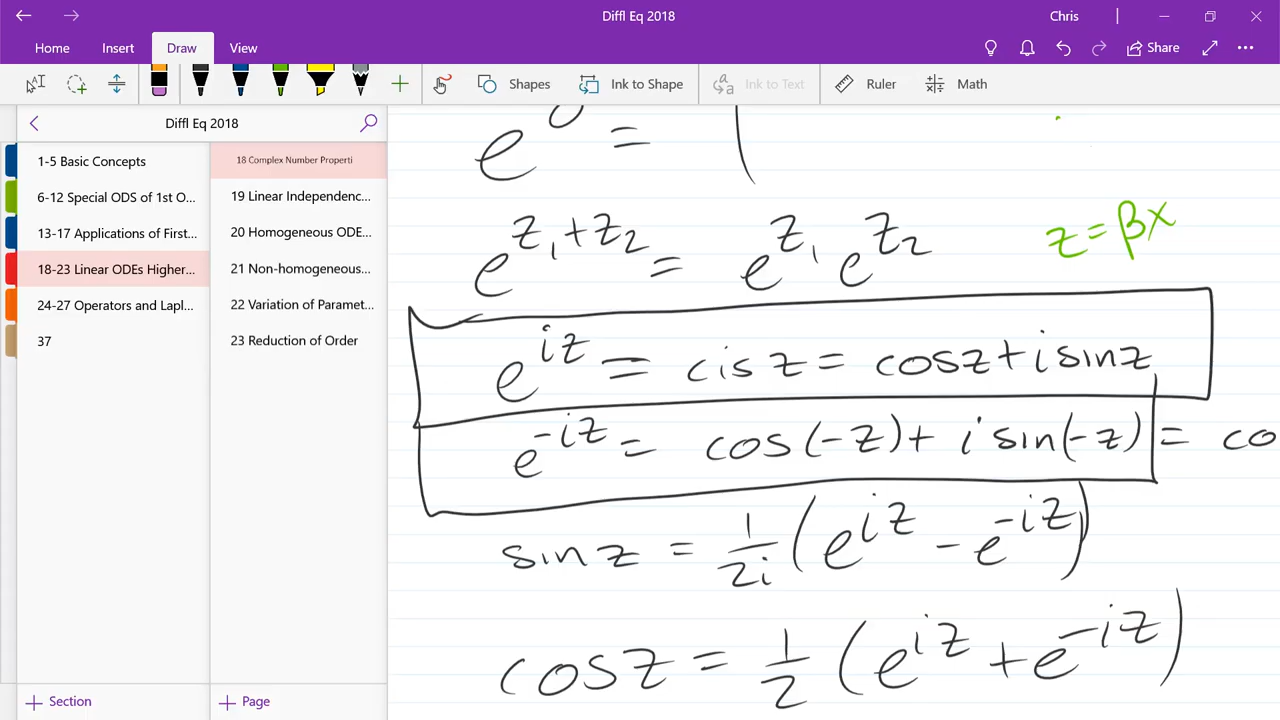 Diffl Eq 2018
Chris
Home Insert Draw View
Share
Shapes Ink to Shape Ink to Text Ruler Math
Diffl Eq 2018
1-5 Basic Concepts
6-12 Special ODS of 1st O...
13-17 Applications of First...
18-23 Linear ODEs Higher...
24-27 Operators and Lapl...
37
18 Complex Number Properti
19 Linear Independenc...
20 Homogeneous ODE...
21 Non-homogeneous...
22 Variation of Paramet...
23 Reduction of Order
+ Section
+ Page
e^0 = 1
e^{z₁+z₂} = e^{z₁} e^{z₂}
z = βx
e^{iz} = cis z = cos z + i sin z
e^{-iz} = cos(-z) + i sin(-z) = co
sin z = 1/2i (e^{iz} - e^{-iz})
cos z = 1/2 (e^{iz} + e^{-iz})